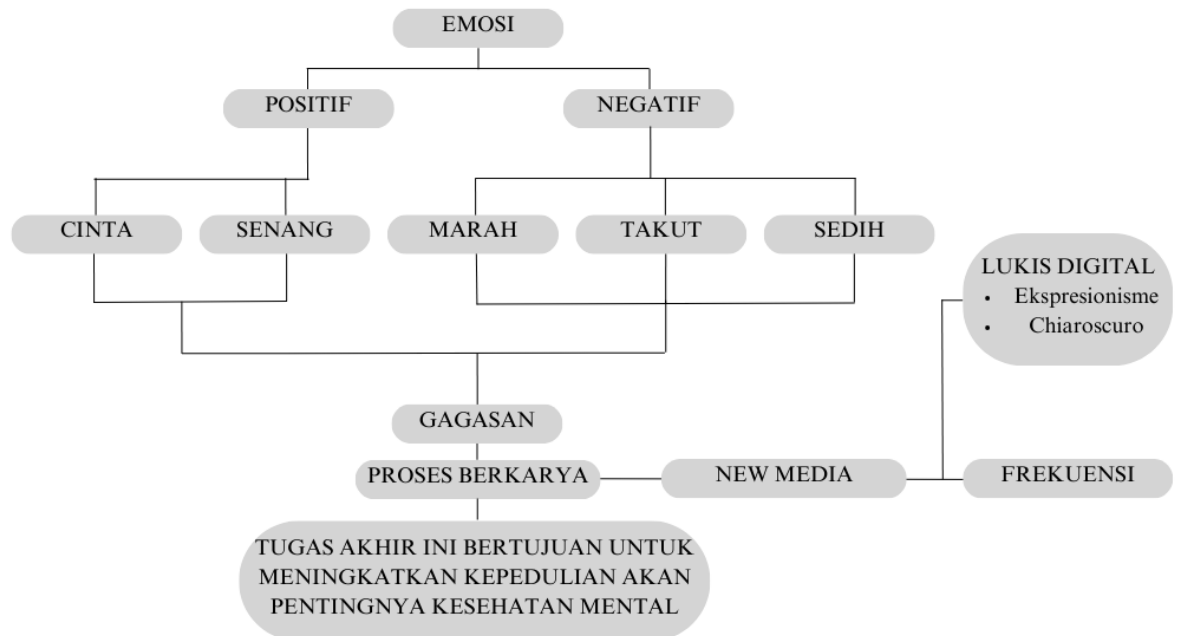 EMOSI
POSITIF
NEGATIF
CINTA
SENANG
MARAH
TAKUT
SEDIH
LUKIS DIGITAL
• Ekspresionisme
• Chiaroscuro
GAGASAN
PROSES BERKARYA
NEW MEDIA
FREKUENSI
TUGAS AKHIR INI BERTUJUAN UNTUK
MENINGKATKAN KEPEDULIAN AKAN
PENTINGNYA KESEHATAN MENTAL